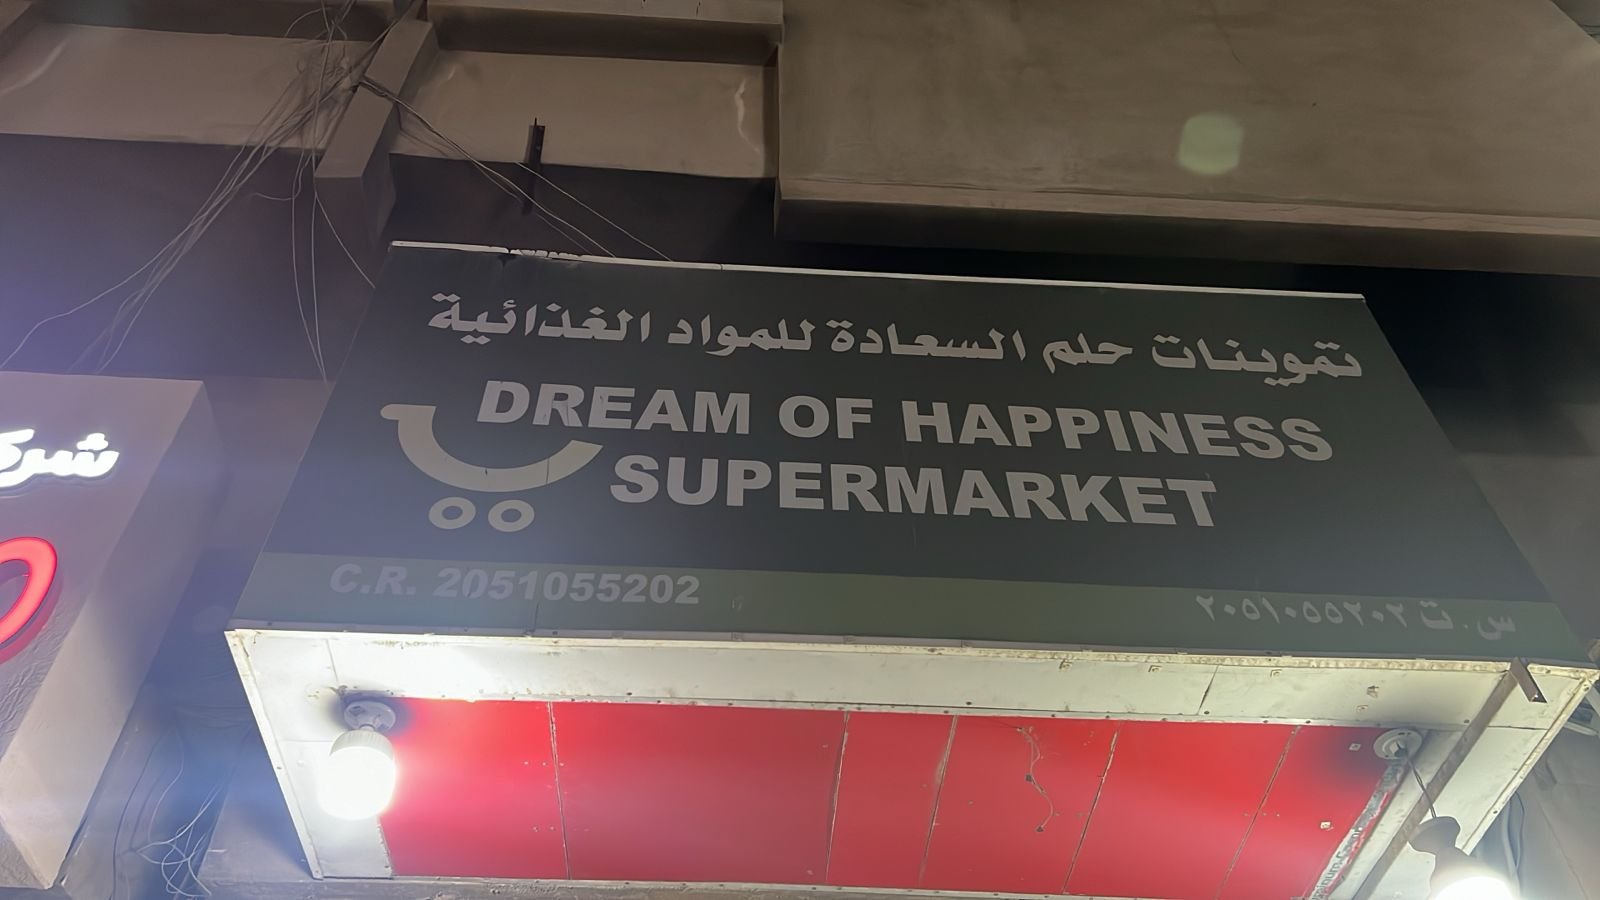 تموينات حلم السعادة للمواد الغذائية
DREAM OF HAPPINESS
SUPERMARKET
C.R. 2051055202
س.ت ٢٠٥١٠٥٥٢٠٢